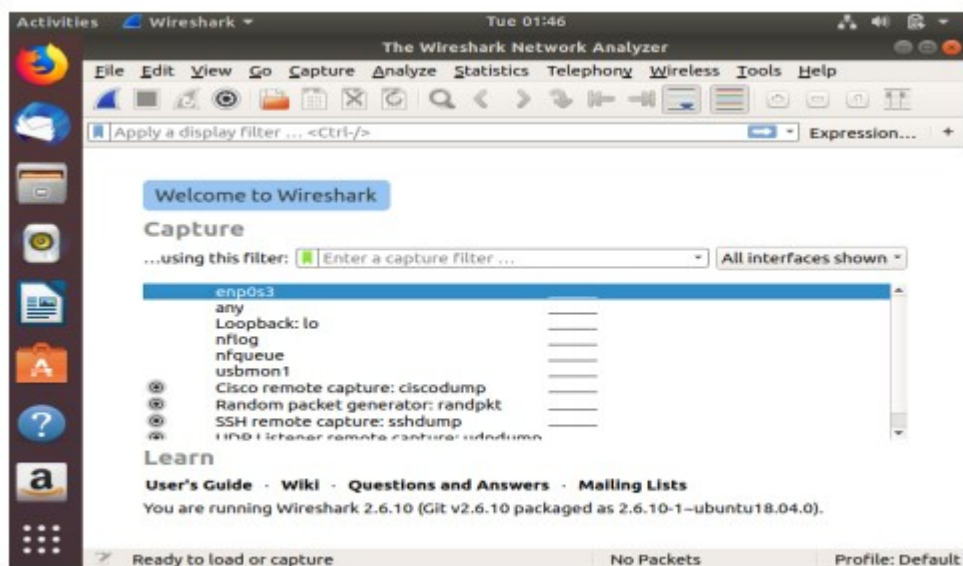 Activities Wireshark Tue 01:46
The Wireshark Network Analyzer
File Edit View Go Capture Analyze Statistics Telephony Wireless Tools Help
Apply a display filter ... <Ctrl-/> Expression... +
Welcome to Wireshark
Capture
...using this filter: Enter a capture filter ... All interfaces shown
enp0s3
any
Loopback: lo
nflog
nfqueue
usbmon1
Cisco remote capture: ciscodump
Random packet generator: randpkt
SSH remote capture: sshdump
UDP Listener remote capture: udpdump
Learn
User's Guide · Wiki · Questions and Answers · Mailing Lists
You are running Wireshark 2.6.10 (Git v2.6.10 packaged as 2.6.10-1~ubuntu18.04.0).
Ready to load or capture No Packets Profile: Default